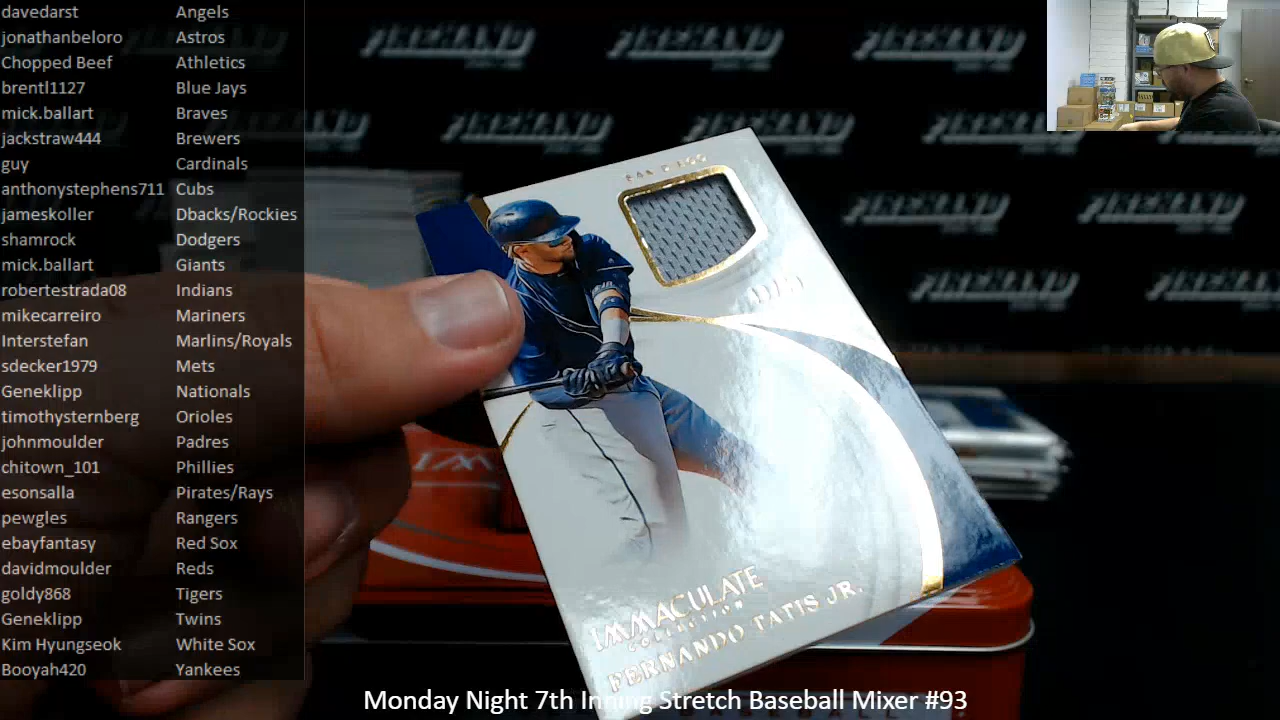 davedarst Angels
jonathanbeloro Astros
Chopped Beef Athletics
brentl1127 Blue Jays
mick.ballart Braves
jackstraw444 Brewers
guy Cardinals
anthonystephens711 Cubs
jameskoller Dbacks/Rockies
shamrock Dodgers
mick.ballart Giants
robertestrada08 Indians
mikecarreiro Mariners
Interstefan Marlins/Royals
sdecker1979 Mets
Geneklipp Nationals
timothysternberg Orioles
johnmoulder Padres
chitown_101 Phillies
esonsalla Pirates/Rays
pewgles Rangers
ebayfantasy Red Sox
davidmoulder Reds
goldy868 Tigers
Geneklipp Twins
Kim Hyungseok White Sox
Booyah420 Yankees
SAN DIEGO
IMMACULATE
COLLECTION
FERNANDO TATIS JR.
Monday Night 7th Inning Stretch Baseball Mixer #93